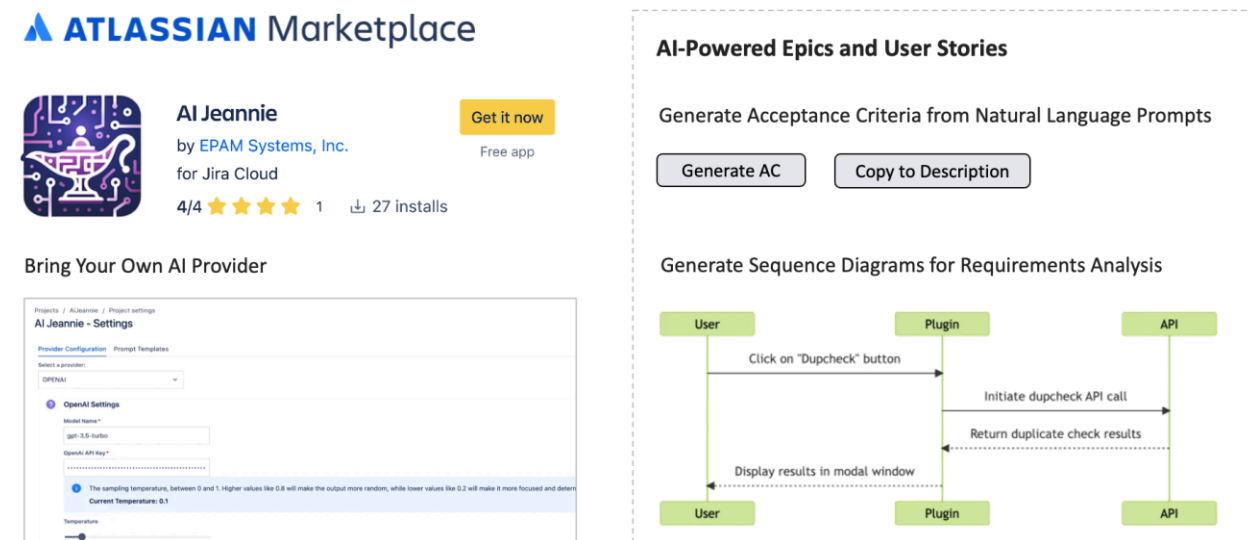 ATLASSIAN Marketplace
AI Jeannie
by EPAM Systems, Inc.
for Jira Cloud
4/4 1 27 installs
Get it now
Free app
Bring Your Own AI Provider
Projects / AIJeannie / Project settings
AI Jeannie - Settings
Provider Configuration Prompt Templates
Select a provider:
OPENAI
? OpenAI Settings
Model Name *
gpt-3.5-turbo
OpenAI API Key *
The sampling temperature, between 0 and 1. Higher values like 0.8 will make the output more random, while lower values like 0.2 will make it more focused and
Current Temperature: 0.1
Temperature
AI-Powered Epics and User Stories
Generate Acceptance Criteria from Natural Language Prompts
Generate AC Copy to Description
Generate Sequence Diagrams for Requirements Analysis
User Plugin API
Click on "Dupcheck" button
Initiate dupcheck API call
Return duplicate check results
Display results in modal window
User Plugin API